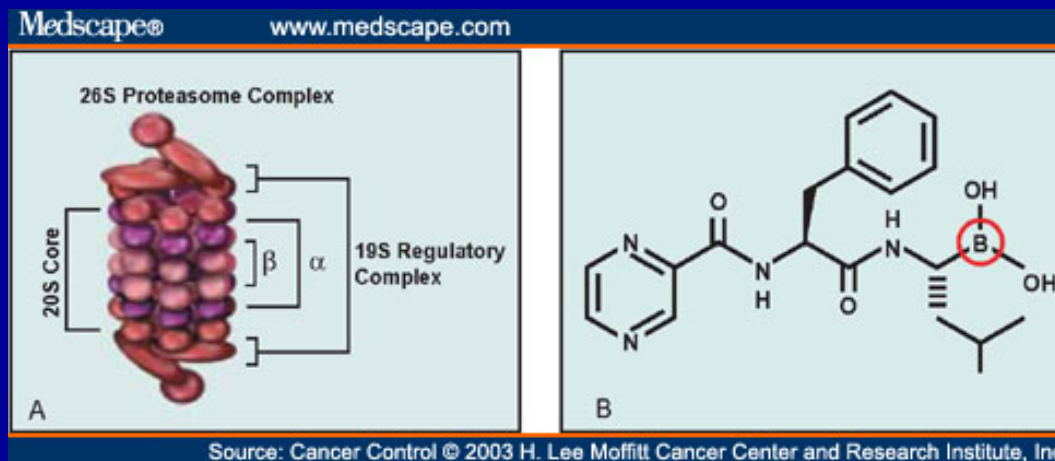 Medscape® www.medscape.com
26S Proteasome Complex
20S Core
β
α
19S Regulatory
Complex
A
O
N
N
N
H
O
H
N
OH
B
OH
B
Source: Cancer Control © 2003 H. Lee Moffitt Cancer Center and Research Institute, Inc